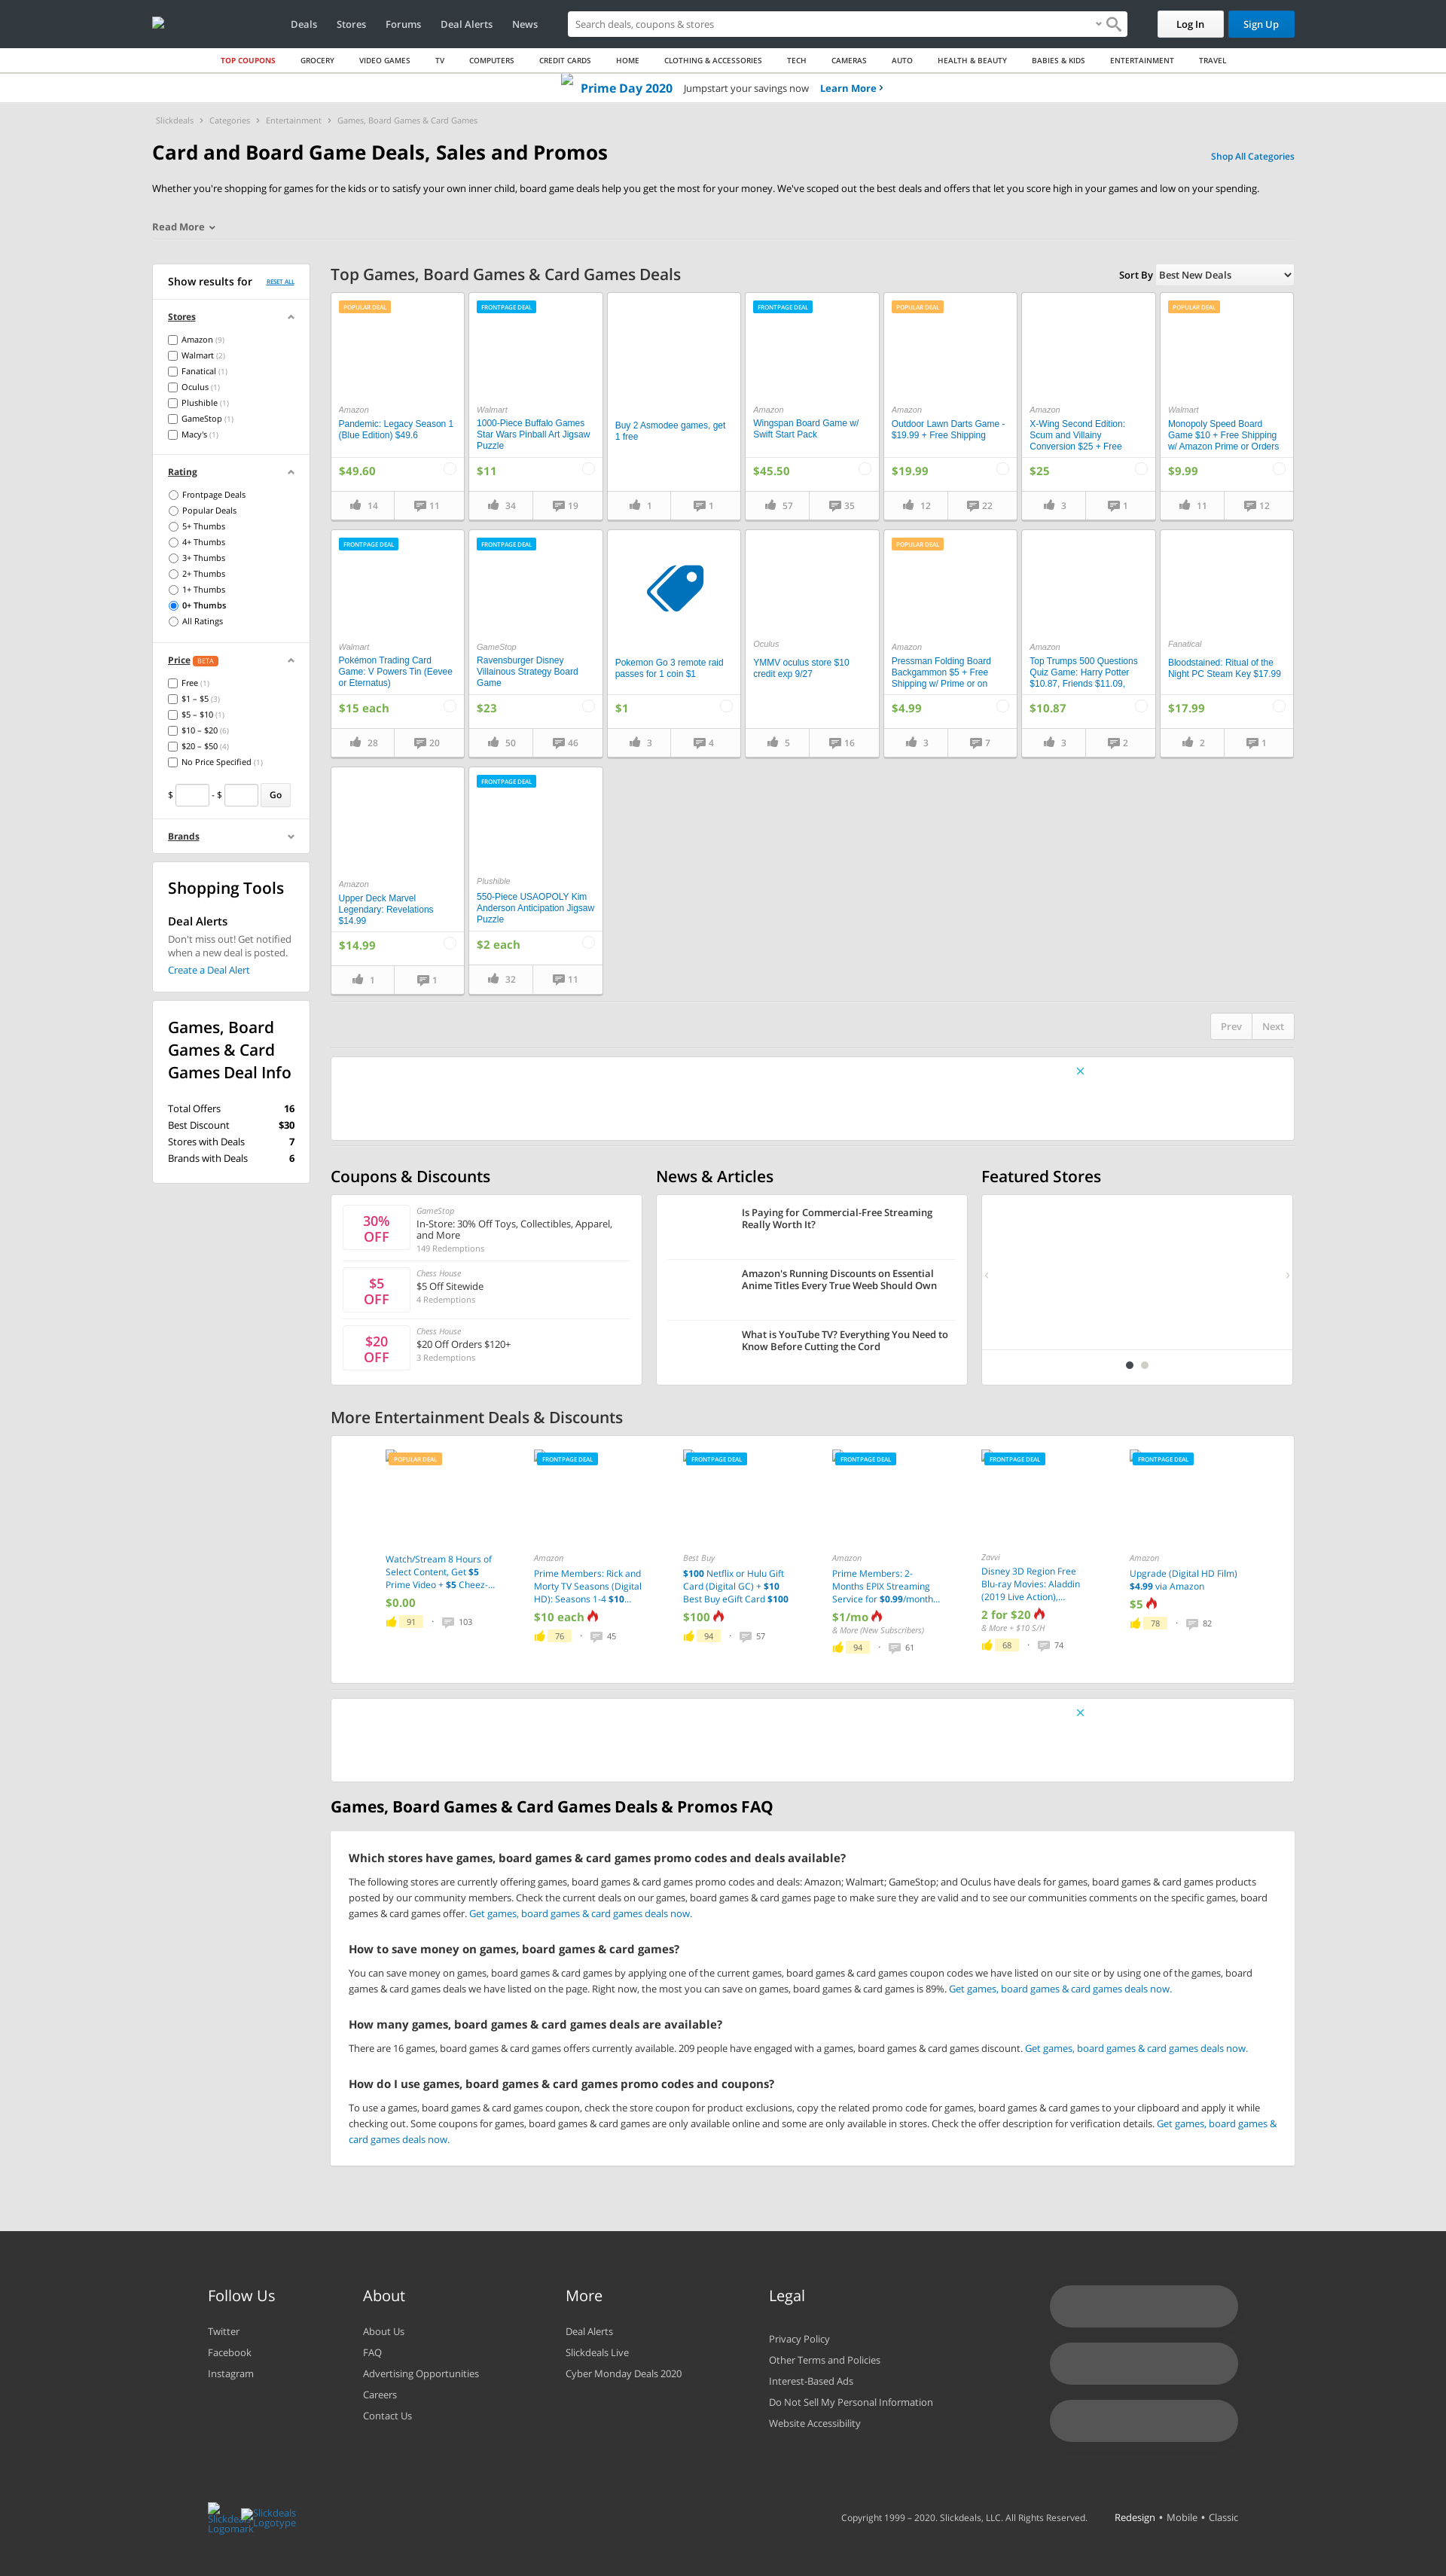 Deals Stores Forums Deal Alerts News
Search deals, coupons & stores
Log In
Sign Up
TOP COUPONS GROCERY VIDEO GAMES TV COMPUTERS CREDIT CARDS HOME CLOTHING & ACCESSORIES TECH CAMERAS AUTO HEALTH & BEAUTY BABIES & KIDS ENTERTAINMENT TRAVEL
Prime Day 2020 Jumpstart your savings now Learn More
Slickdeals › Categories › Entertainment › Games, Board Games & Card Games
Card and Board Game Deals, Sales and Promos
Shop All Categories
Whether you're shopping for games for the kids or to satisfy your own inner child, board game deals help you get the most for your money. We've scoped out the best deals and offers that let you score high in your games and low on your spending.
Read More
Show results for RESET ALL
Stores
Amazon (9)
Walmart (2)
Fanatical (1)
Oculus (1)
Plushible (1)
GameStop (1)
Macy's (1)
Rating
Frontpage Deals
Popular Deals
5+ Thumbs
4+ Thumbs
3+ Thumbs
2+ Thumbs
1+ Thumbs
0+ Thumbs
All Ratings
Price BETA
Free (1)
$1 – $5 (3)
$5 – $10 (1)
$10 – $20 (6)
$20 – $50 (4)
No Price Specified (1)
$ - $ Go
Brands
Shopping Tools
Deal Alerts
Don't miss out! Get notified
when a new deal is posted.
Create a Deal Alert
Games, Board
Games & Card
Games Deal Info
Total Offers 16
Best Discount $30
Stores with Deals 7
Brands with Deals 6
Top Games, Board Games & Card Games Deals
Sort By Best New Deals
POPULAR DEAL
Amazon
Pandemic: Legacy Season 1
(Blue Edition) $49.6
$49.60
14 11
FRONTPAGE DEAL
Walmart
1000-Piece Buffalo Games
Star Wars Pinball Art Jigsaw
Puzzle
$11
34 19
Buy 2 Asmodee games, get
1 free
1 1
FRONTPAGE DEAL
Amazon
Wingspan Board Game w/
Swift Start Pack
$45.50
57 35
POPULAR DEAL
Amazon
Outdoor Lawn Darts Game -
$19.99 + Free Shipping
$19.99
12 22
Amazon
X-Wing Second Edition:
Scum and Villainy
Conversion $25 + Free
$25
3 1
POPULAR DEAL
Walmart
Monopoly Speed Board
Game $10 + Free Shipping
w/ Amazon Prime or Orders
$9.99
11 12
FRONTPAGE DEAL
Walmart
Pokémon Trading Card
Game: V Powers Tin (Eevee
or Eternatus)
$15 each
28 20
FRONTPAGE DEAL
GameStop
Ravensburger Disney
Villainous Strategy Board
Game
$23
50 46
Pokemon Go 3 remote raid
passes for 1 coin $1
$1
3 4
Oculus
YMMV oculus store $10
credit exp 9/27
5 16
POPULAR DEAL
Amazon
Pressman Folding Board
Backgammon $5 + Free
Shipping w/ Prime or on
$4.99
3 7
Amazon
Top Trumps 500 Questions
Quiz Game: Harry Potter
$10.87, Friends $11.09,
$10.87
3 2
Fanatical
Bloodstained: Ritual of the
Night PC Steam Key $17.99
$17.99
2 1
Amazon
Upper Deck Marvel
Legendary: Revelations
$14.99
$14.99
1 1
FRONTPAGE DEAL
Plushible
550-Piece USAOPOLY Kim
Anderson Anticipation Jigsaw
Puzzle
$2 each
32 11
Prev Next
Coupons & Discounts
30%
OFF
GameStop
In-Store: 30% Off Toys, Collectibles, Apparel,
and More
149 Redemptions
$5
OFF
Chess House
$5 Off Sitewide
4 Redemptions
$20
OFF
Chess House
$20 Off Orders $120+
3 Redemptions
News & Articles
Is Paying for Commercial-Free Streaming
Really Worth It?
Amazon's Running Discounts on Essential
Anime Titles Every True Weeb Should Own
What is YouTube TV? Everything You Need to
Know Before Cutting the Cord
Featured Stores
More Entertainment Deals & Discounts
POPULAR DEAL
Watch/Stream 8 Hours of
Select Content, Get $5
Prime Video + $5 Cheez-...
$0.00
91 · 103
FRONTPAGE DEAL
Amazon
Prime Members: Rick and
Morty TV Seasons (Digital
HD): Seasons 1-4 $10...
$10 each
76 · 45
FRONTPAGE DEAL
Best Buy
$100 Netflix or Hulu Gift
Card (Digital GC) + $10
Best Buy eGift Card $100
$100
94 · 57
FRONTPAGE DEAL
Amazon
Prime Members: 2-
Months EPIX Streaming
Service for $0.99/month...
$1/mo
& More (New Subscribers)
94 · 61
FRONTPAGE DEAL
Zavvi
Disney 3D Region Free
Blu-ray Movies: Aladdin
(2019 Live Action),...
2 for $20
& More + $10 S/H
68 · 74
FRONTPAGE DEAL
Amazon
Upgrade (Digital HD Film)
$4.99 via Amazon
$5
78 · 82
Games, Board Games & Card Games Deals & Promos FAQ
Which stores have games, board games & card games promo codes and deals available?
The following stores are currently offering games, board games & card games promo codes and deals: Amazon; Walmart; GameStop; and Oculus have deals for games, board games & card games products
posted by our community members. Check the current deals on our games, board games & card games page to make sure they are valid and to see our communities comments on the specific games, board
games & card games offer. Get games, board games & card games deals now.
How to save money on games, board games & card games?
You can save money on games, board games & card games by applying one of the current games, board games & card games coupon codes we have listed on our site or by using one of the games, board
games & card games deals we have listed on the page. Right now, the most you can save on games, board games & card games is 89%. Get games, board games & card games deals now.
How many games, board games & card games deals are available?
There are 16 games, board games & card games offers currently available. 209 people have engaged with a games, board games & card games discount. Get games, board games & card games deals now.
How do I use games, board games & card games promo codes and coupons?
To use a games, board games & card games coupon, check the store coupon for product exclusions, copy the related promo code for games, board games & card games to your clipboard and apply it while
checking out. Some coupons for games, board games & card games are only available online and some are only available in stores. Check the offer description for verification details. Get games, board games &
card games deals now.
Follow Us
Twitter
Facebook
Instagram
About
About Us
FAQ
Advertising Opportunities
Careers
Contact Us
More
Deal Alerts
Slickdeals Live
Cyber Monday Deals 2020
Legal
Privacy Policy
Other Terms and Policies
Interest-Based Ads
Do Not Sell My Personal Information
Website Accessibility
Slickdeals
Logomark
Slickdeals
Logotype
Copyright 1999 – 2020. Slickdeals, LLC. All Rights Reserved.
Redesign • Mobile • Classic